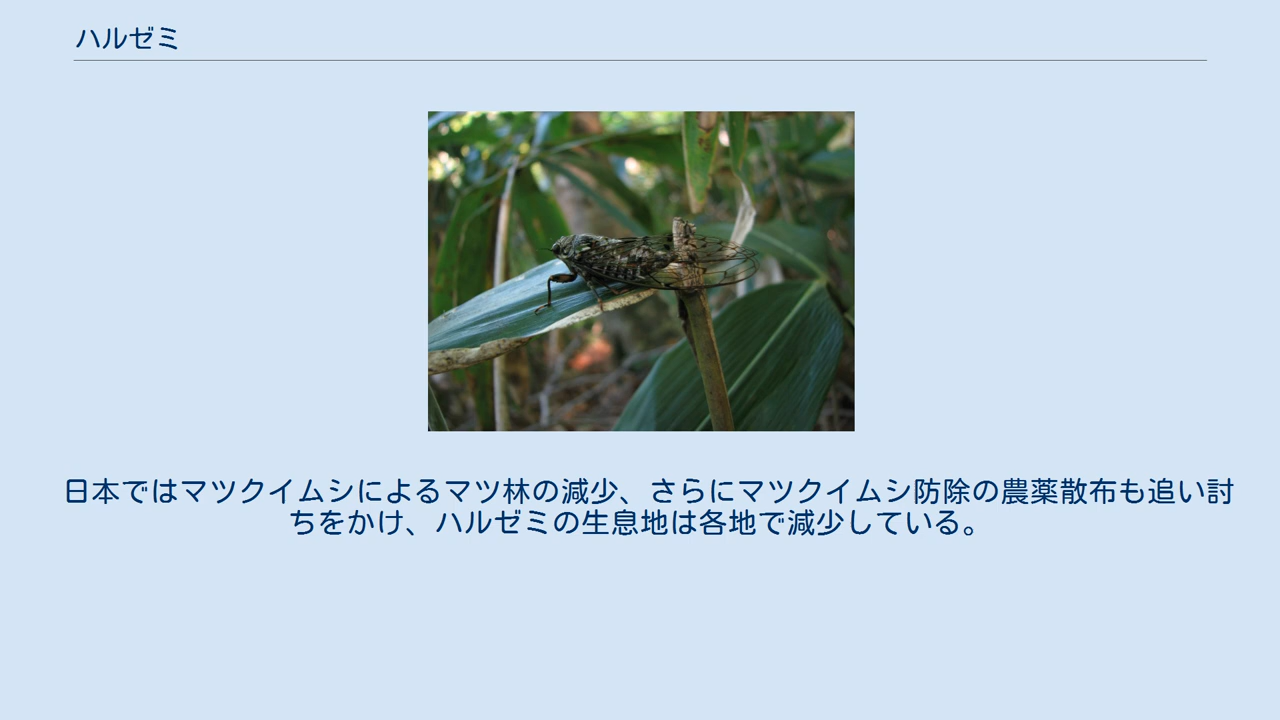 ハルゼミ
日本ではマツクイムシによるマツ林の減少、さらにマツクイムシ防除の農薬散布も追い討
ちをかけ、ハルゼミの生息地は各地で減少している。